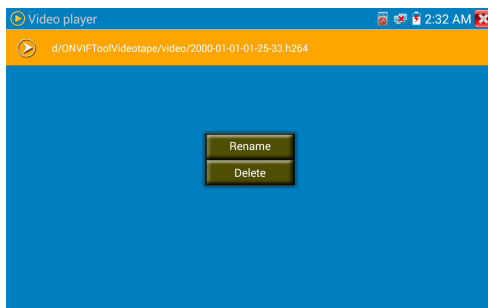 Video player
2:32 AM
d/ONVIFToolVideotape/video/2000-01-01-01-25-33.h264
Rename
Delete